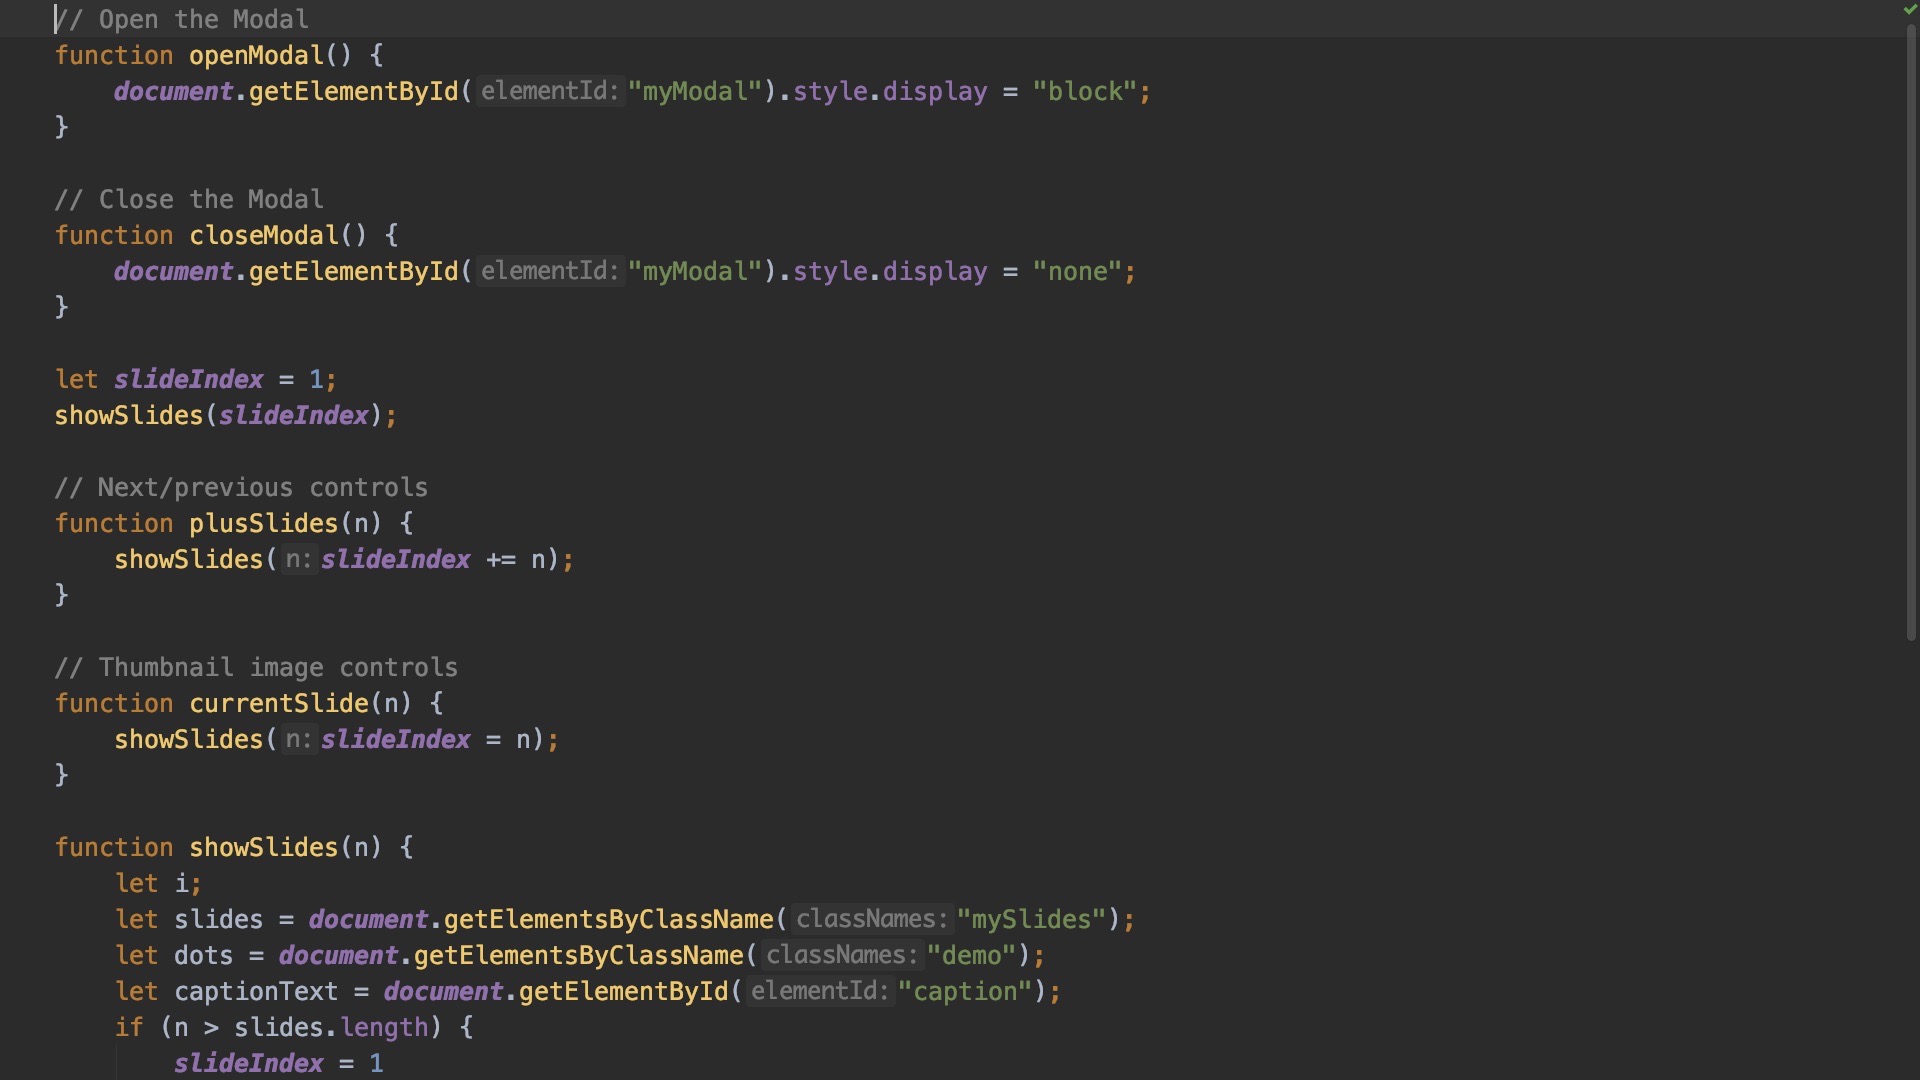 // Open the Modal
function openModal() {
    document.getElementById( elementId: "myModal").style.display = "block";
}

// Close the Modal
function closeModal() {
    document.getElementById( elementId: "myModal").style.display = "none";
}

let slideIndex = 1;
showSlides(slideIndex);

// Next/previous controls
function plusSlides(n) {
    showSlides( n: slideIndex += n);
}

// Thumbnail image controls
function currentSlide(n) {
    showSlides( n: slideIndex = n);
}

function showSlides(n) {
    let i;
    let slides = document.getElementsByClassName( classNames: "mySlides");
    let dots = document.getElementsByClassName( classNames: "demo");
    let captionText = document.getElementById( elementId: "caption");
    if (n > slides.length) {
        slideIndex = 1